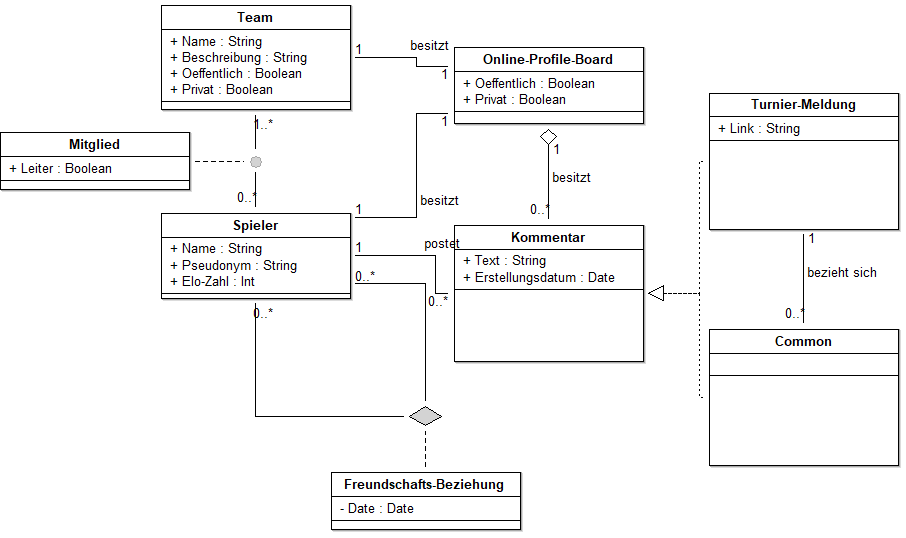 Team
+ Name : String
+ Beschreibung : String
+ Oeffentlich : Boolean
+ Privat : Boolean
1
besitzt
1
Online-Profile-Board
+ Oeffentlich : Boolean
+ Privat : Boolean
1..*
Mitglied
+ Leiter : Boolean
0..*
1
besitzt
1
1
besitzt
0..*
Turnier-Meldung
+ Link : String
Spieler
+ Name : String
+ Pseudonym : String
+ Elo-Zahl : Int
1
postet
0..*
0..*
0..*
Kommentar
+ Text : String
+ Erstellungsdatum : Date
1
bezieht sich
0..*
Common
Freundschafts-Beziehung
- Date : Date